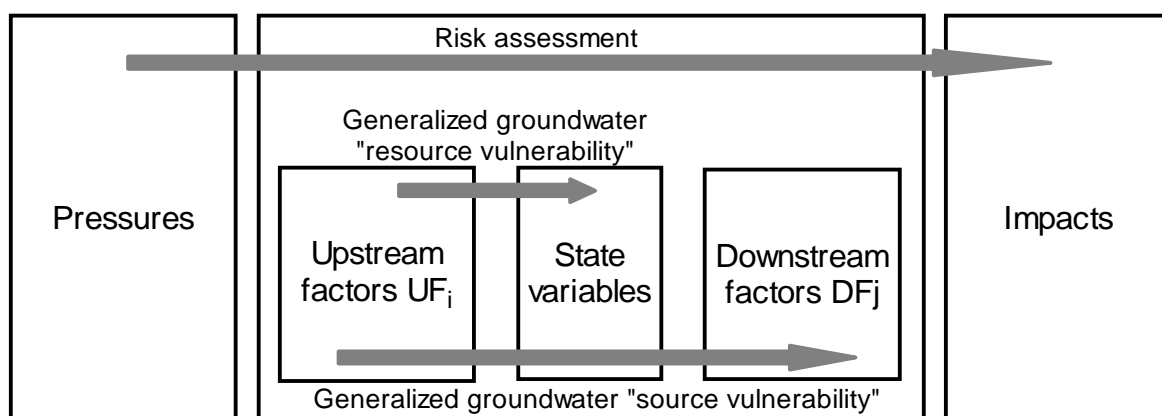 Risk assessment
Generalized groundwater
"resource vulnerability"
Pressures
Upstream
factors UFᵢ
State
variables
Downstream
factors DFj
Impacts
Generalized groundwater "source vulnerability"